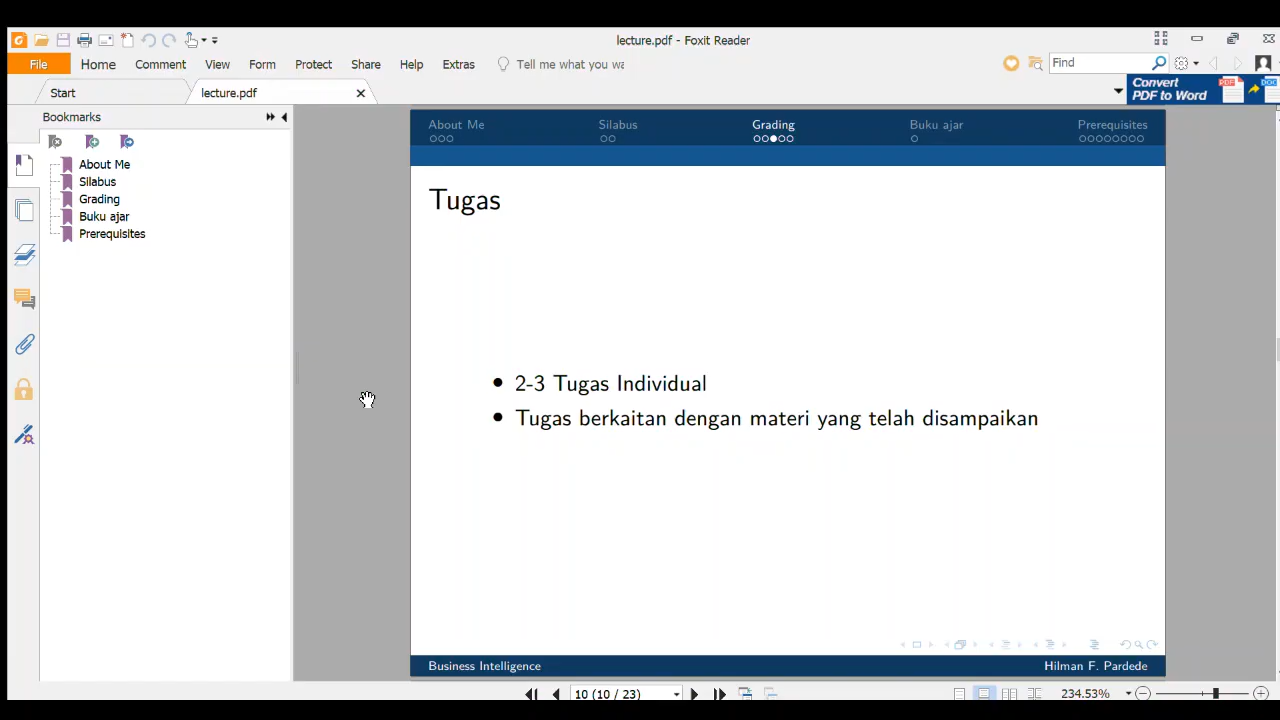 lecture.pdf - Foxit Reader
File Home Comment View Form Protect Share Help Extras Tell me what you wa
Find
Start lecture.pdf
Convert
PDF to Word
PDF DOC
Bookmarks
About Me
Silabus
Grading
Buku ajar
Prerequisites
About Me Silabus Grading Buku ajar Prerequisites
Tugas
• 2-3 Tugas Individual
• Tugas berkaitan dengan materi yang telah disampaikan
Business Intelligence Hilman F. Pardede
10 (10 / 23) 234.53%